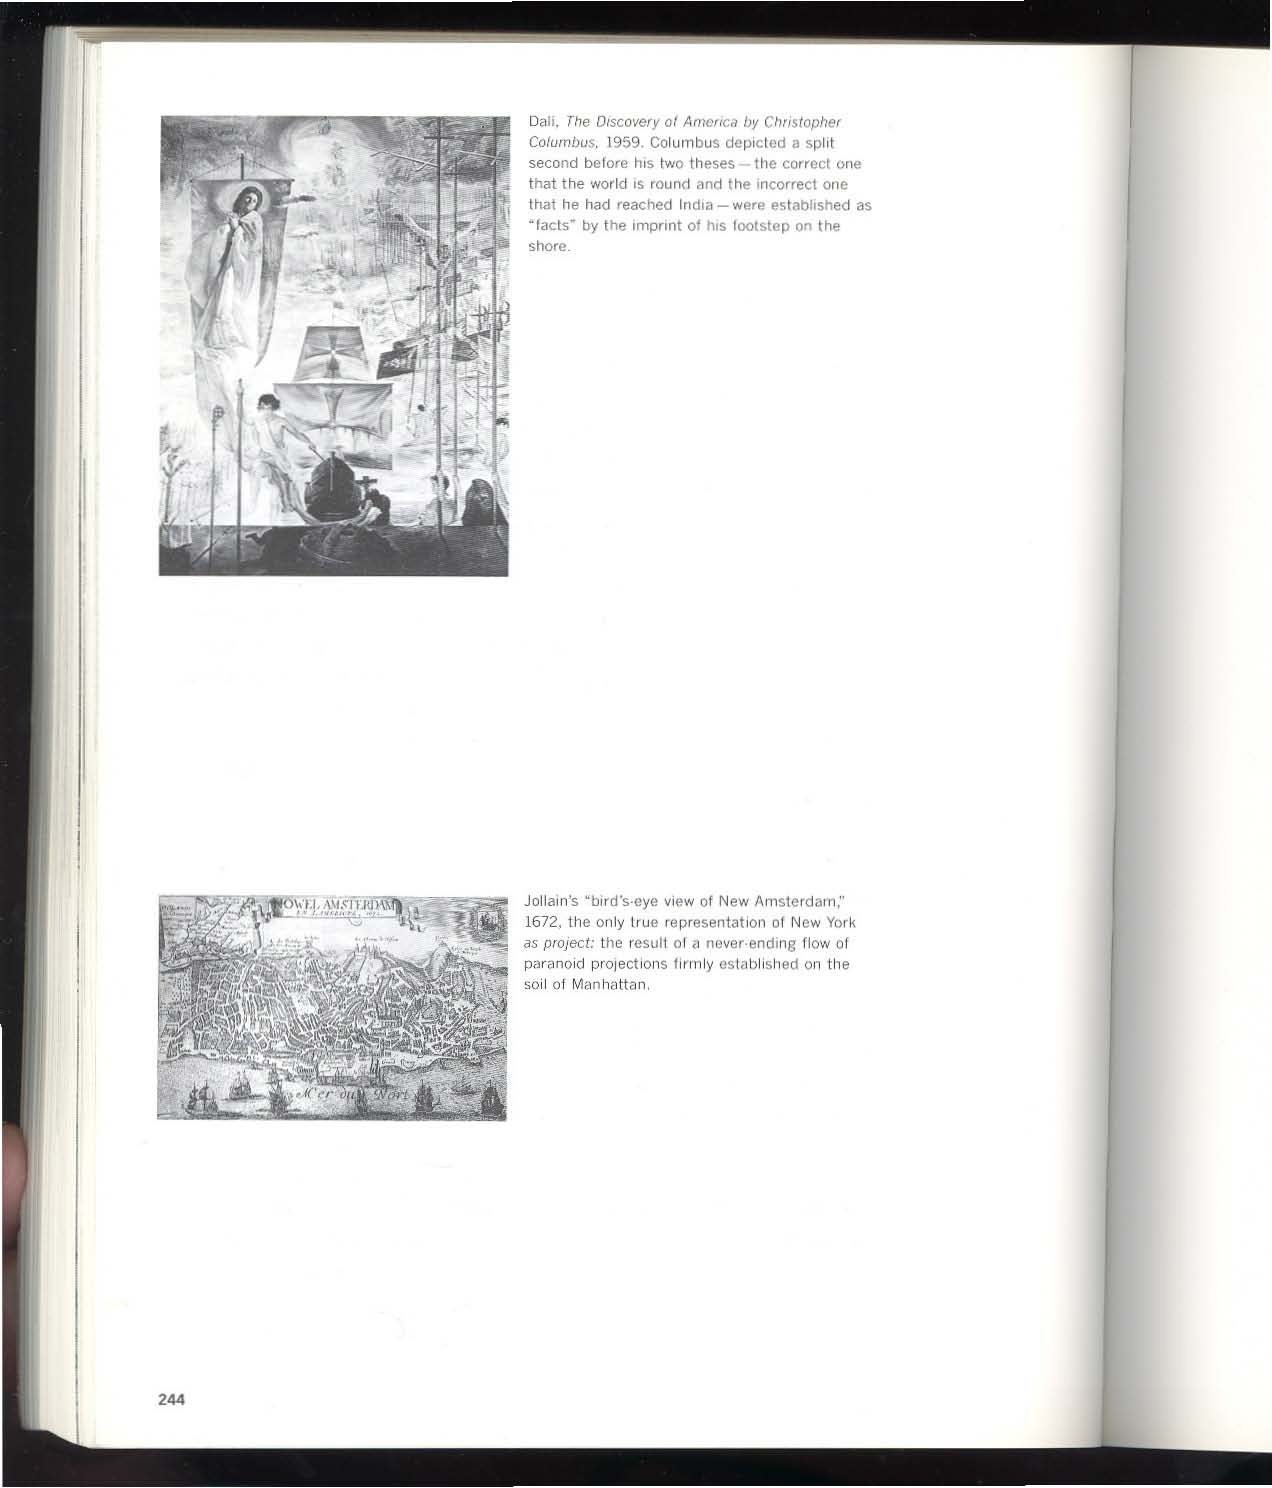 Dali, The Discovery of America by Christopher
Columbus, 1959. Columbus depicted a split
second before his two theses — the correct one
that the world is round and the incorrect one
that he had reached India — were established as
“facts” by the imprint of his footstep on the
shore.
NOWEL AMSTERDAM
EN L'AMERIQUE, 1672.
Mer du Nort
Jollain's “bird's-eye view of New Amsterdam,”
1672, the only true representation of New York
as project: the result of a never-ending flow of
paranoid projections firmly established on the
soil of Manhattan.
244